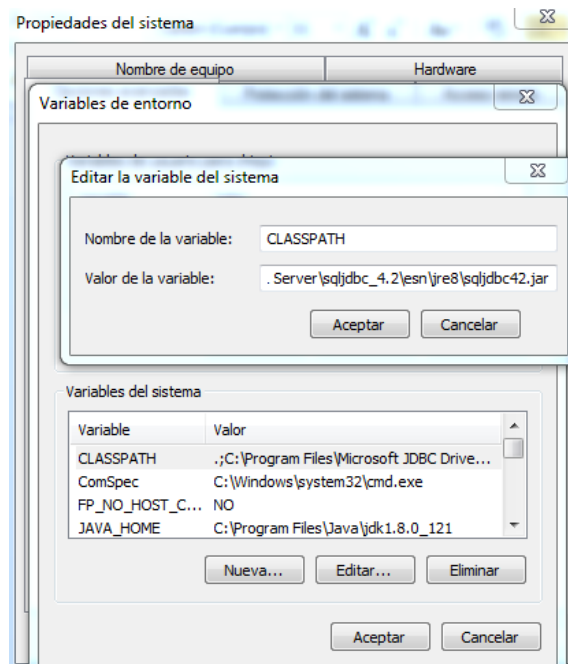 Propiedades del sistema
Nombre de equipo Hardware
Variables de entorno
Editar la variable del sistema
Nombre de la variable: CLASSPATH
Valor de la variable: . Server\sqljdbc_4.2\esn\jre8\sqljdbc42.jar
Aceptar Cancelar
Variables del sistema
Variable Valor
CLASSPATH .;C:\Program Files\Microsoft JDBC Drive...
ComSpec C:\Windows\system32\cmd.exe
FP_NO_HOST_C... NO
JAVA_HOME C:\Program Files\Java\jdk1.8.0_121
Nueva... Editar... Eliminar
Aceptar Cancelar